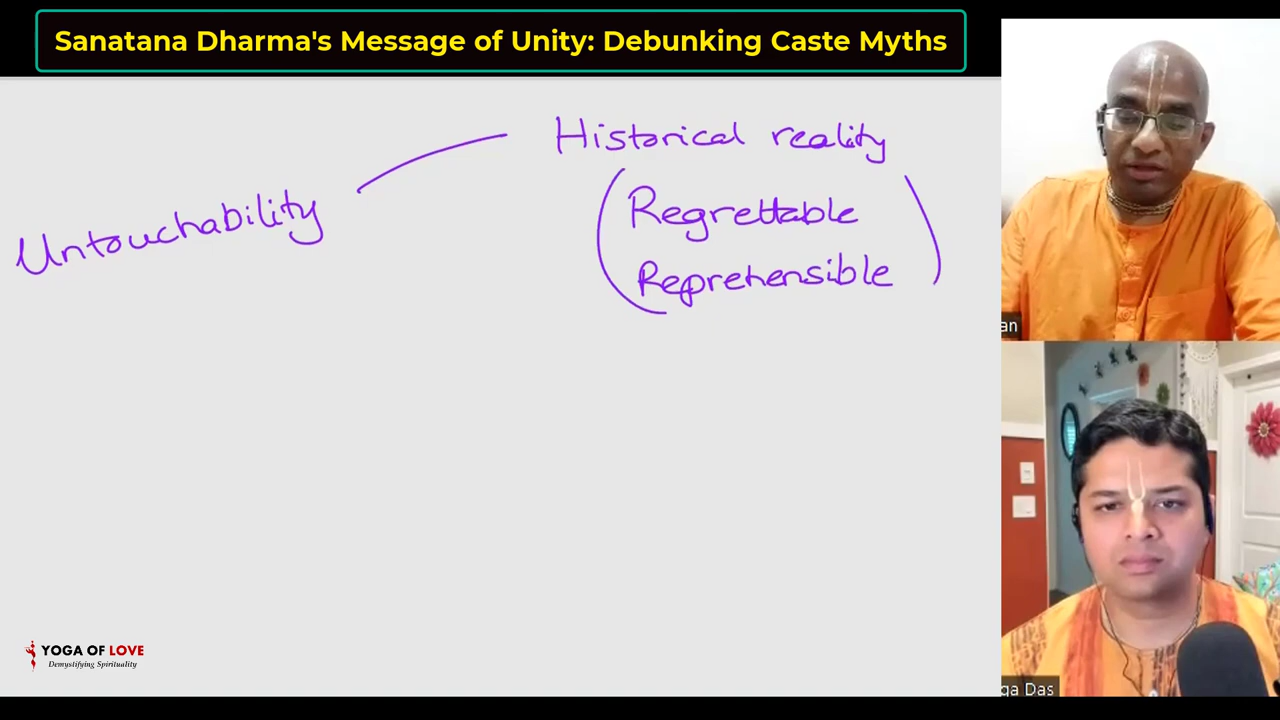 Sanatana Dharma's Message of Unity: Debunking Caste Myths
Historical reality
Untouchability
Regrettable
Reprehensible
an
YOGA OF LOVE
Demystifying Spirituality
ga Das